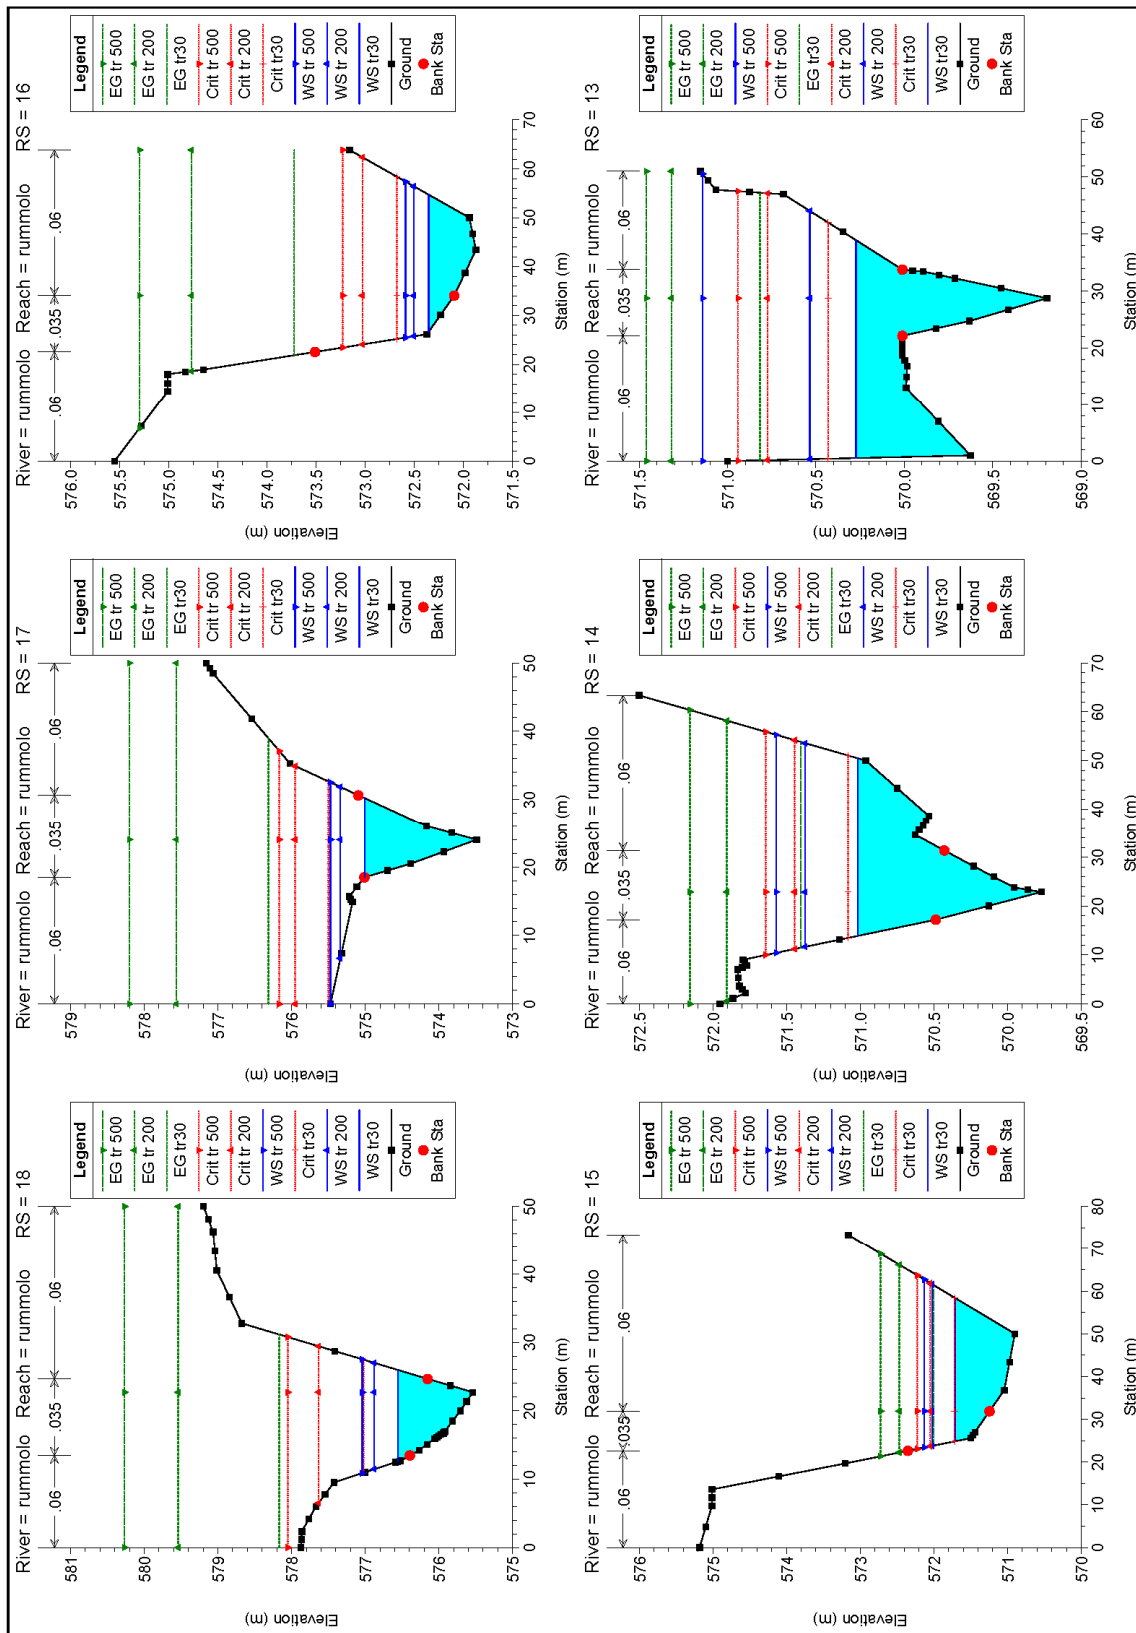 River = rummolo   Reach = rummolo   RS = 18
.06
.035
.06
Legend
EG tr 500
EG tr 200
EG tr30
Crit tr 500
Crit tr 200
WS tr 500
Crit tr30
WS tr 200
WS tr30
Ground
Bank Sta
581
580
579
578
577
576
575
Elevation (m)
0 10 20 30 40 50
Station (m)
River = rummolo   Reach = rummolo   RS = 17
.06
.035
.06
Legend
EG tr 500
EG tr 200
EG tr30
Crit tr 500
Crit tr 200
Crit tr30
WS tr 500
WS tr 200
WS tr30
Ground
Bank Sta
579
578
577
576
575
574
573
Elevation (m)
0 10 20 30 40 50
Station (m)
River = rummolo   Reach = rummolo   RS = 16
.06
.035
.06
Legend
EG tr 500
EG tr 200
EG tr30
Crit tr 500
Crit tr 200
Crit tr30
WS tr 500
WS tr 200
WS tr30
Ground
Bank Sta
576.0
575.5
575.0
574.5
574.0
573.5
573.0
572.5
572.0
571.5
Elevation (m)
0 10 20 30 40 50 60 70
Station (m)
River = rummolo   Reach = rummolo   RS = 15
.06
.035
.06
Legend
EG tr 500
EG tr 200
Crit tr 500
WS tr 500
Crit tr 200
WS tr 200
EG tr30
Crit tr30
WS tr30
Ground
Bank Sta
576
575
574
573
572
571
570
Elevation (m)
0 10 20 30 40 50 60 70 80
Station (m)
River = rummolo   Reach = rummolo   RS = 14
.06
.035
.06
Legend
EG tr 500
EG tr 200
Crit tr 500
WS tr 500
Crit tr 200
EG tr30
WS tr 200
Crit tr30
WS tr30
Ground
Bank Sta
572.5
572.0
571.5
571.0
570.5
570.0
569.5
Elevation (m)
0 10 20 30 40 50 60 70
Station (m)
River = rummolo   Reach = rummolo   RS = 13
.06
.035
.06
Legend
EG tr 500
EG tr 200
WS tr 500
Crit tr 500
EG tr30
Crit tr 200
WS tr 200
Crit tr30
WS tr30
Ground
Bank Sta
571.5
571.0
570.5
570.0
569.5
569.0
Elevation (m)
0 10 20 30 40 50 60
Station (m)